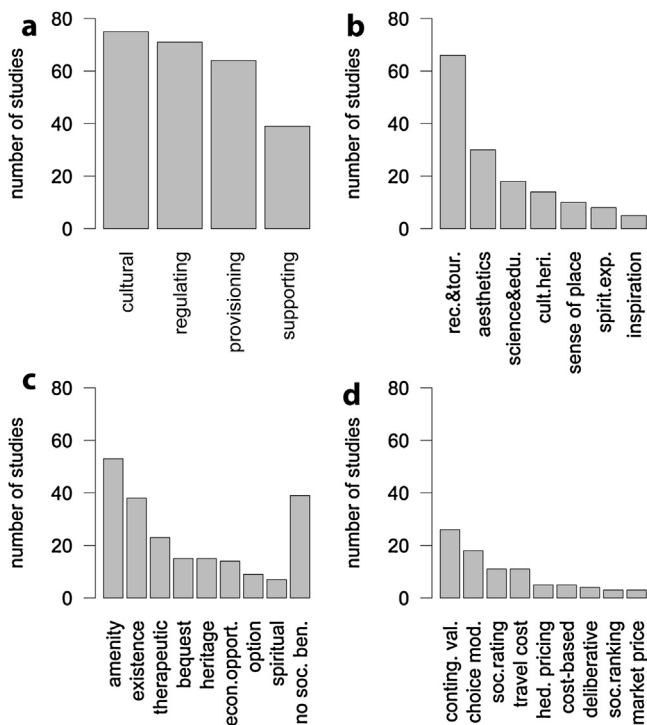 a
number of studies
80
60
40
20
0
cultural
regulating
provisioning
supporting
b
number of studies
80
60
40
20
0
rec.&tour.
aesthetics
science&edu.
cult.heri.
sense of place
spirit.exp.
inspiration
c
number of studies
80
60
40
20
0
amenity
existence
therapeutic
bequest
heritage
econ.opport.
option
spiritual
no soc. ben.
d
number of studies
80
60
40
20
0
conting. val.
choice mod.
soc.rating
travel cost
hed. pricing
cost-based
deliberative
soc.ranking
market price